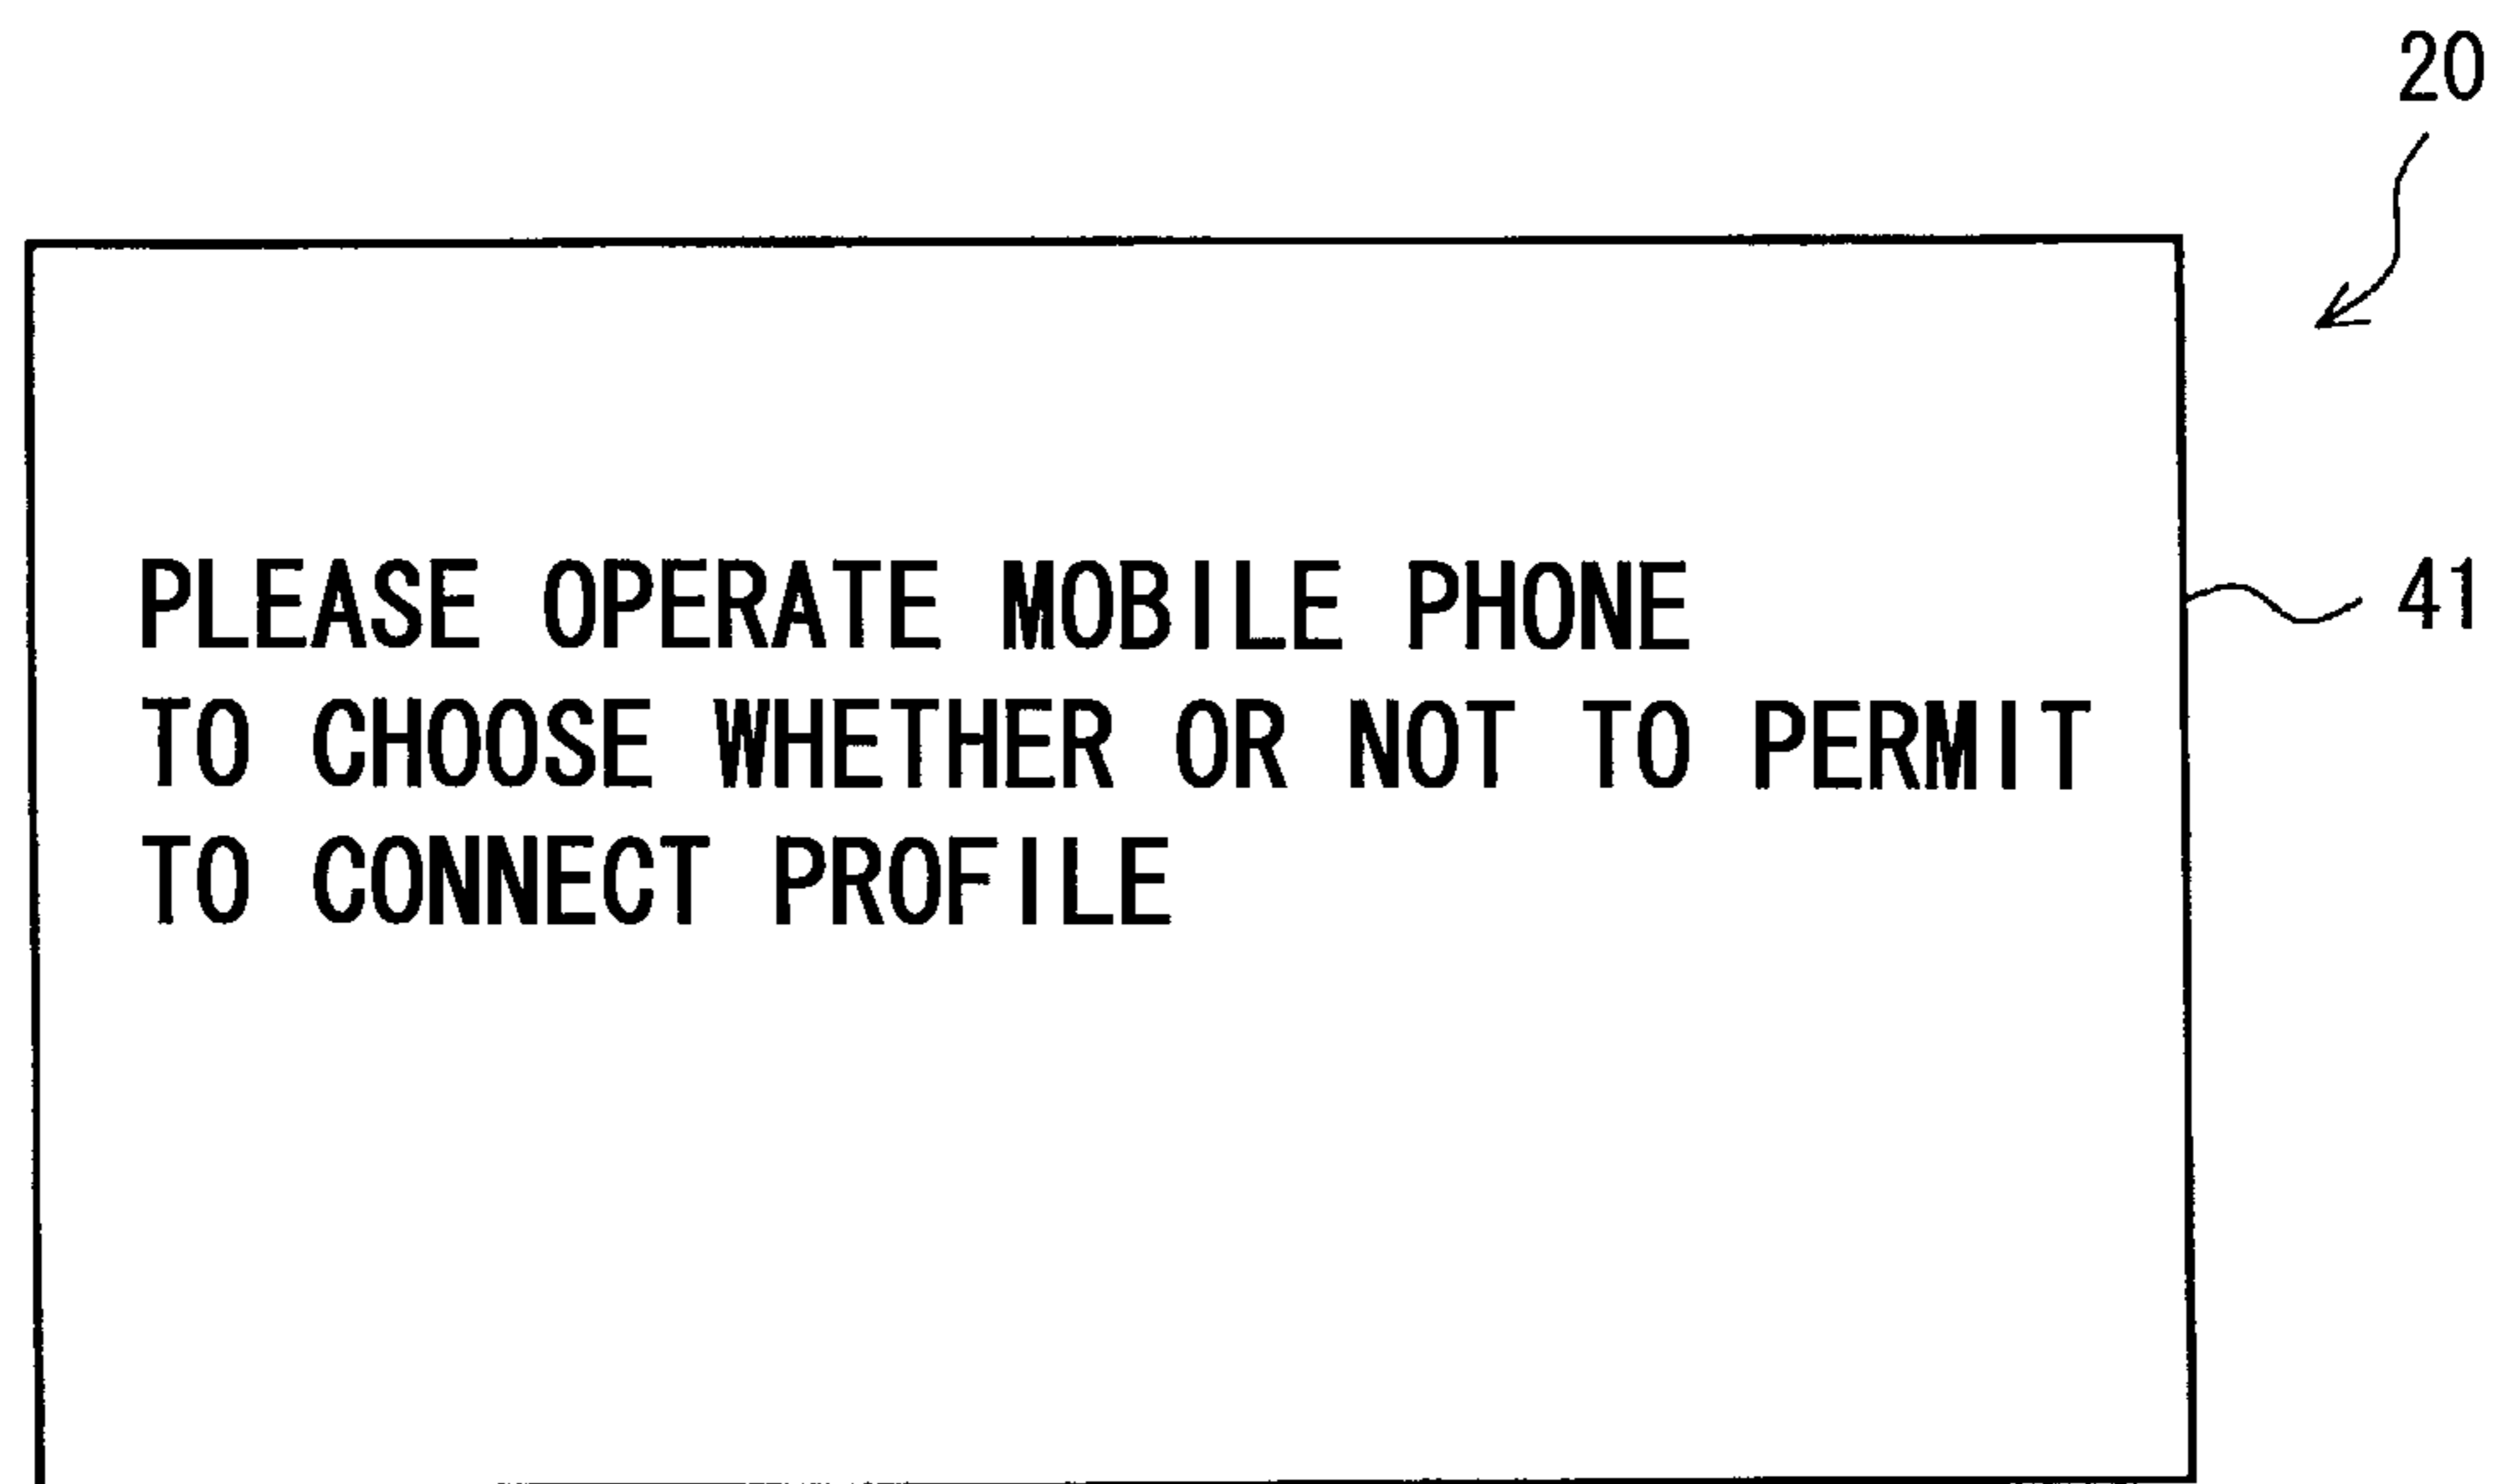 20
PLEASE OPERATE MOBILE PHONE
41
TO CHOOSE WHETHER OR NOT TO PERMIT
TO CONNECT PROFILE